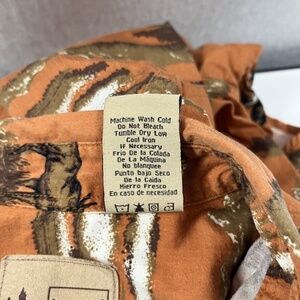 Machine Wash Cold
Do Not Bleach
Tumble Dry Low
Cool Iron
If Necessary
Frio De La Colada
De La Máquina
No blanquee
Punto bajo Seco
De la Caida
Hierro Fresco
En caso de necesidad